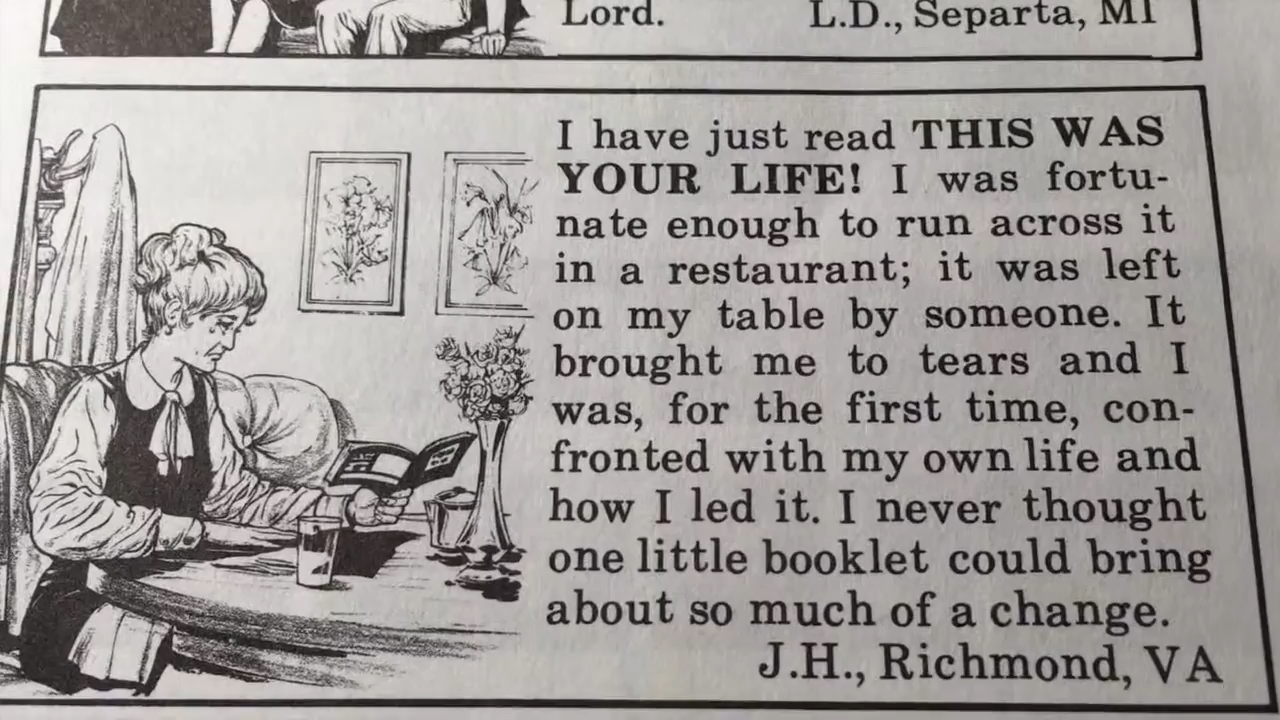 Lord. L.D., Separta, MI
I have just read THIS WAS
YOUR LIFE! I was fortu-
nate enough to run across it
in a restaurant; it was left
on my table by someone. It
brought me to tears and I
was, for the first time, con-
fronted with my own life and
how I led it. I never thought
one little booklet could bring
about so much of a change.
J.H., Richmond, VA